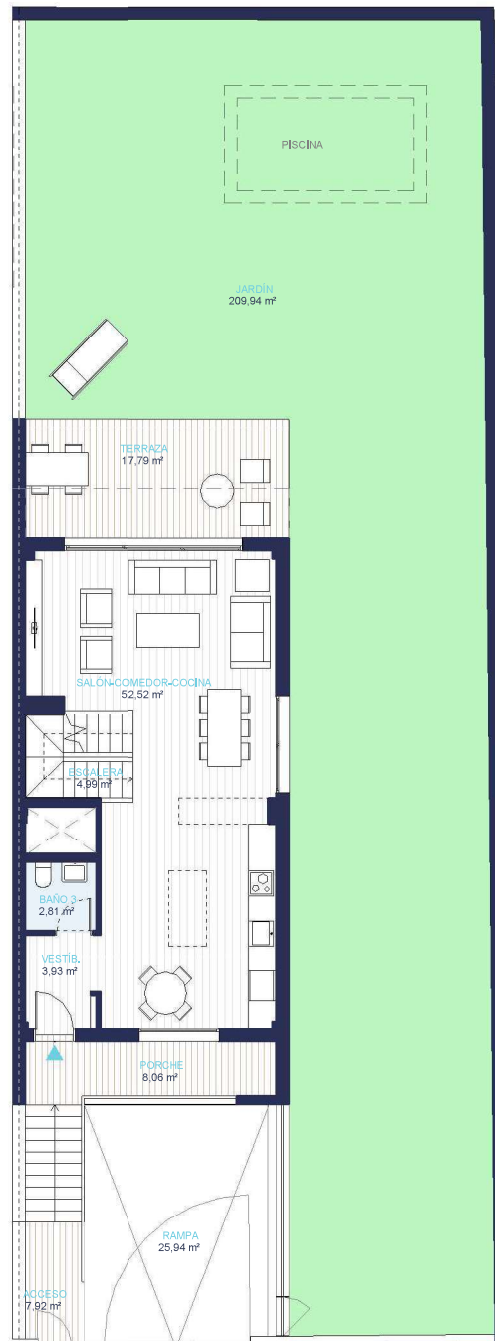 PISCINA
JARDÍN
209,94 m²
TERRAZA
17,79 m²
SALÓN-COMEDOR-COCINA
52,52 m²
ESCALERA
4,99 m²
BAÑO 3
2,81 m²
VESTÍB.
3,93 m²
PORCHE
8,06 m²
RAMPA
25,94 m²
ACCESO
7,92 m²